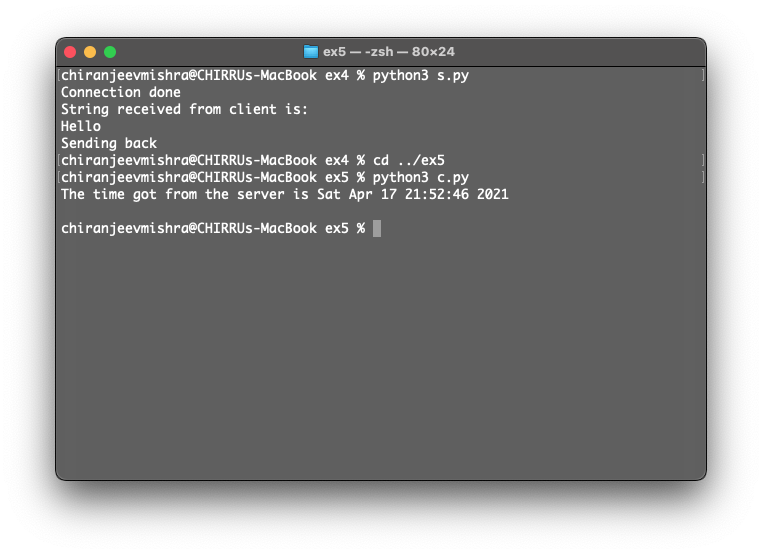 ex5 — -zsh — 80×24
[chiranjeevmishra@CHIRRUs-MacBook ex4 % python3 s.py ]
Connection done
String received from client is:
Hello
Sending back
[chiranjeevmishra@CHIRRUs-MacBook ex4 % cd ../ex5 ]
[chiranjeevmishra@CHIRRUs-MacBook ex5 % python3 c.py ]
The time got from the server is Sat Apr 17 21:52:46 2021
chiranjeevmishra@CHIRRUs-MacBook ex5 %